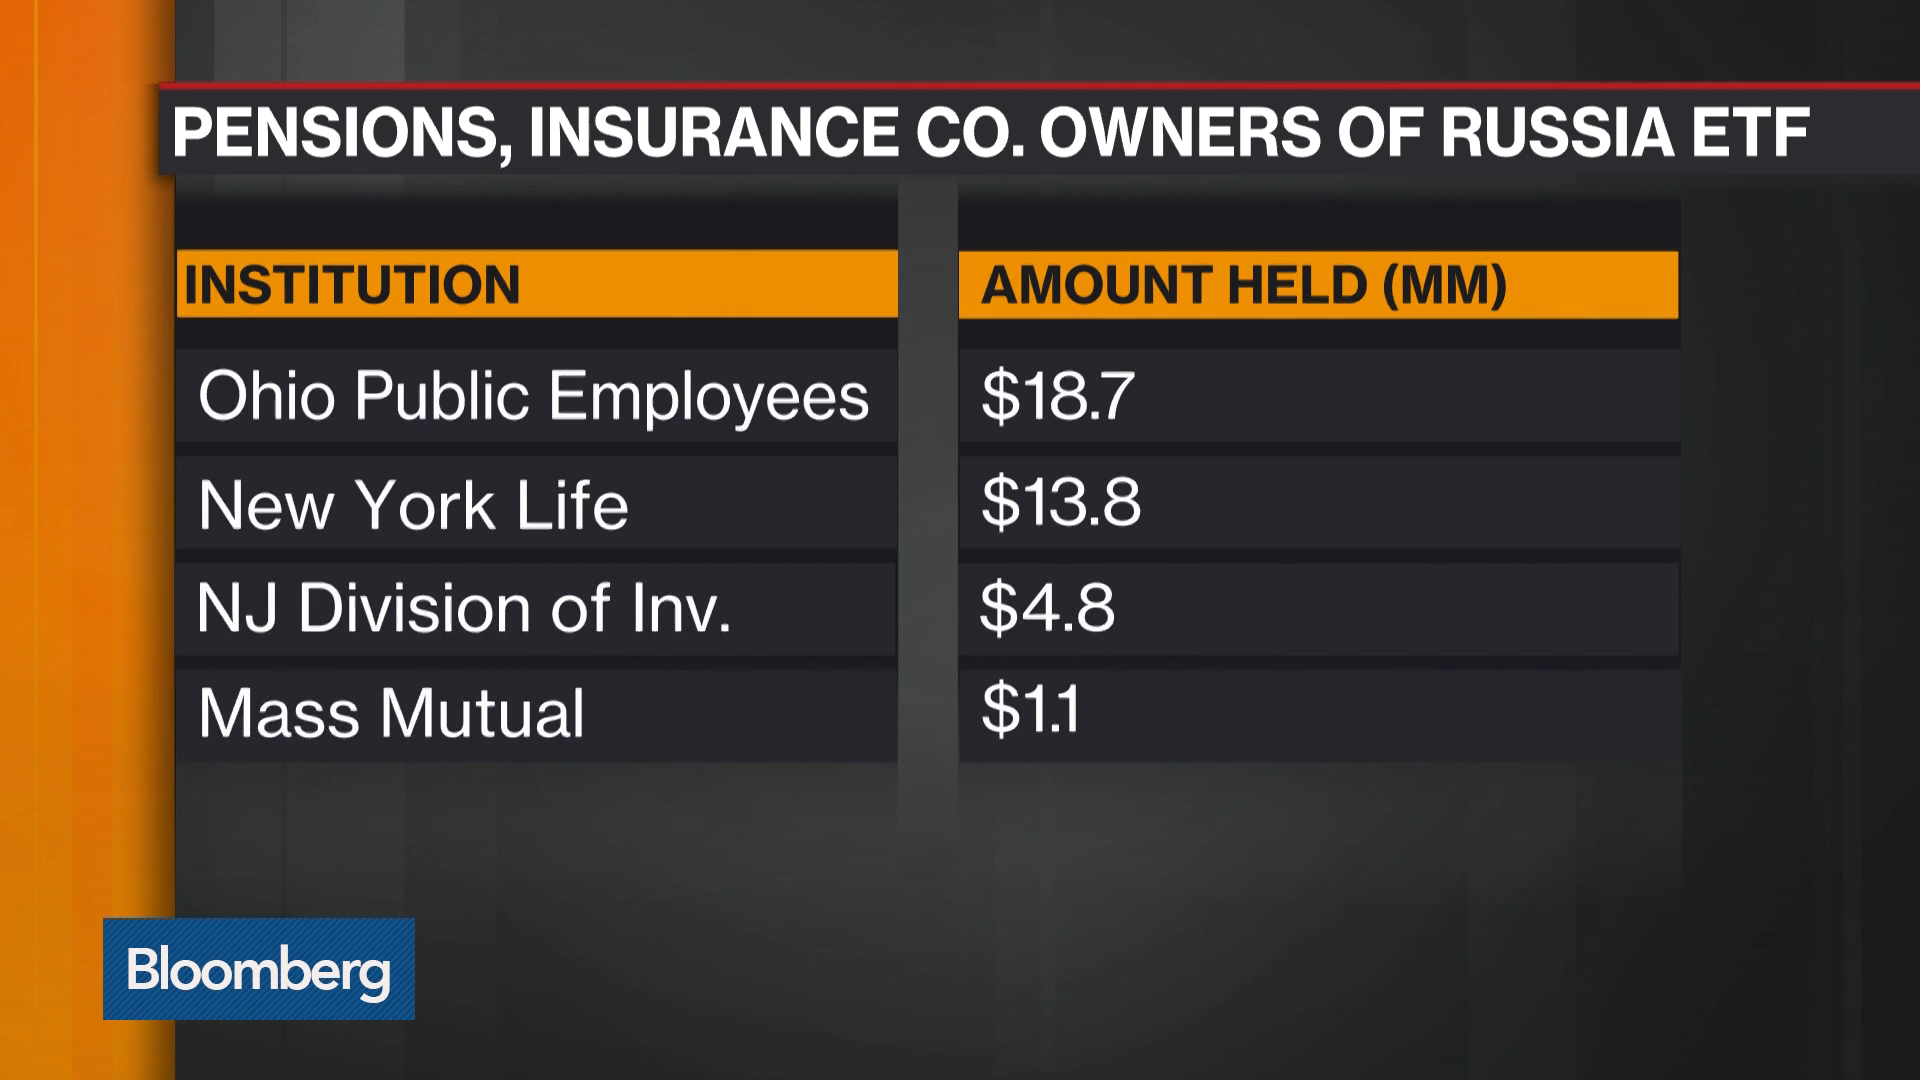 PENSIONS, INSURANCE CO. OWNERS OF RUSSIA ETF
INSTITUTION AMOUNT HELD (MM)
Ohio Public Employees $18.7
New York Life $13.8
NJ Division of Inv. $4.8
Mass Mutual $1.1
Bloomberg